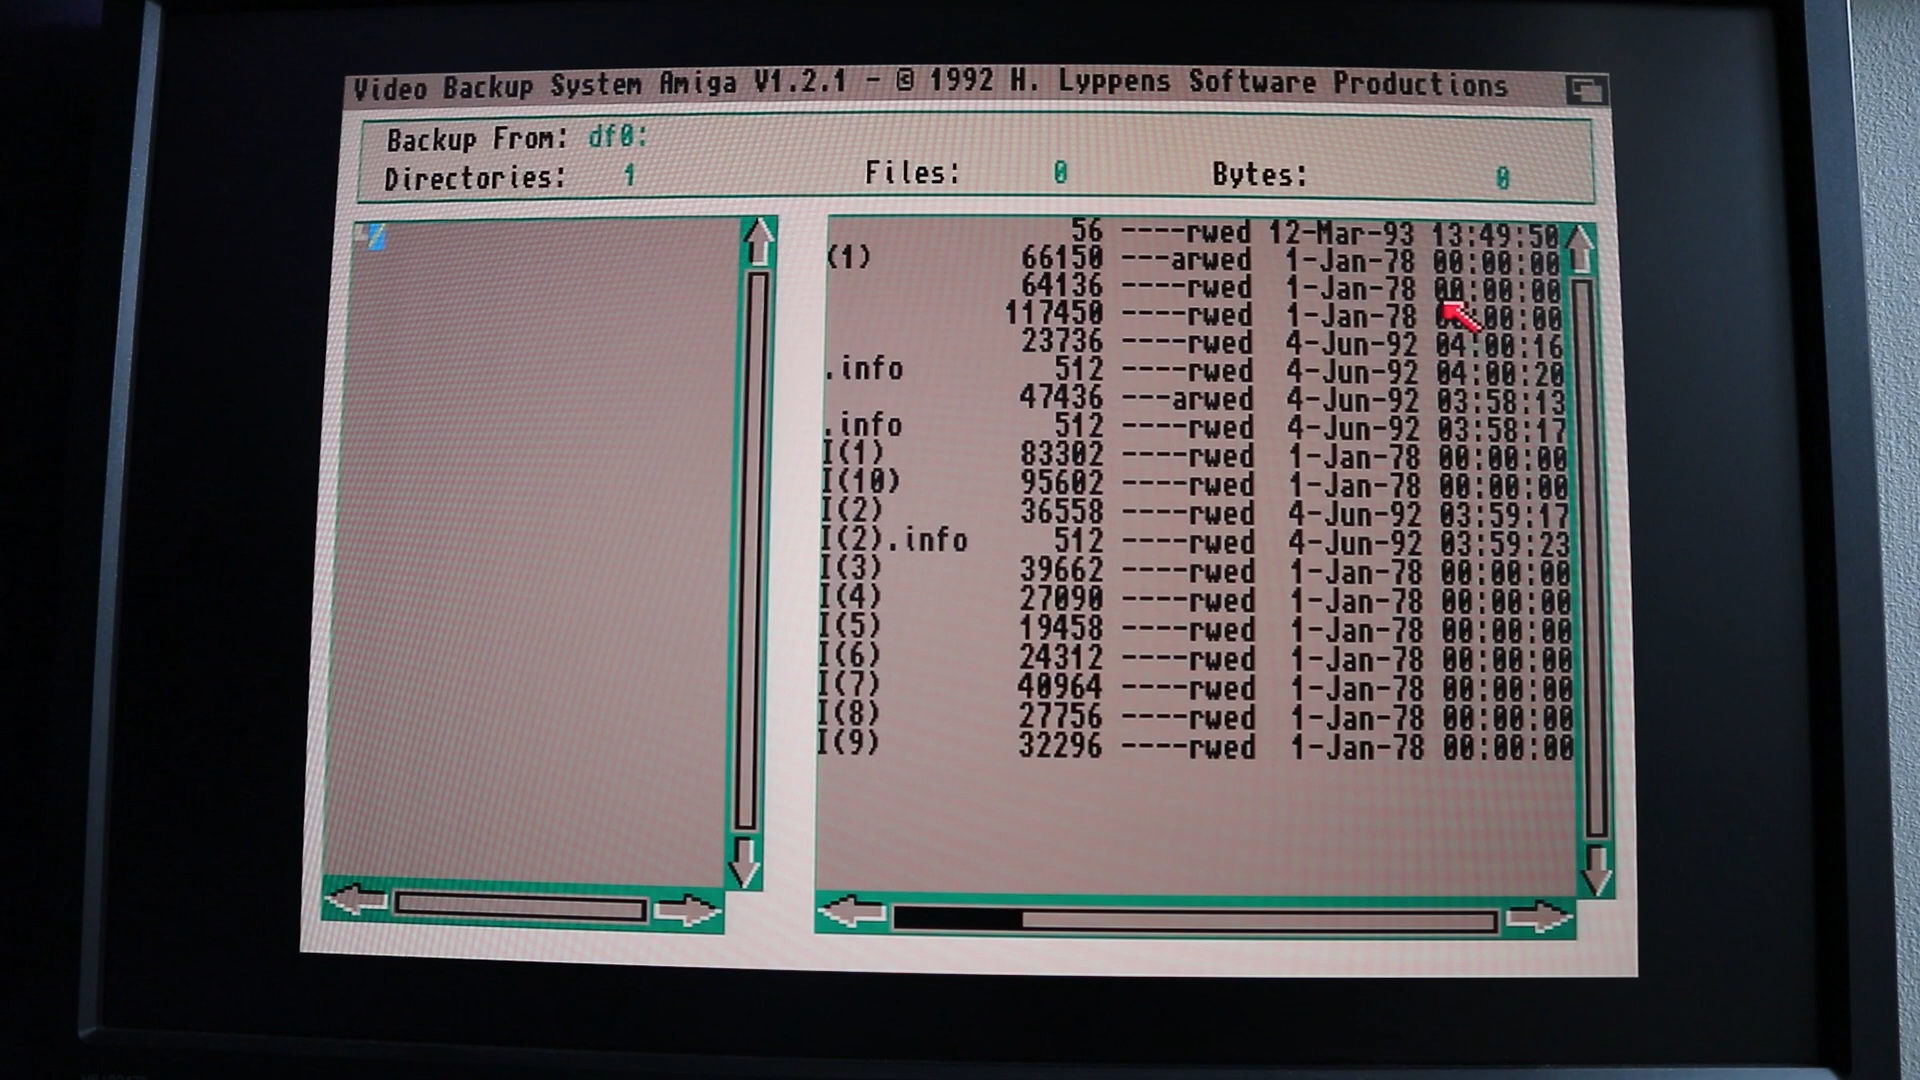 Video Backup System Amiga V1.2.1 - © 1992 H. Lyppens Software Productions
Backup From: df0:
Directories: 1 Files: 0 Bytes: 0
56 ----rwed 12-Mar-93 13:49:50
(1) 66150 ---arwed 1-Jan-78 00:00:00
64136 ----rwed 1-Jan-78 00:00:00
117450 ----rwed 1-Jan-78 00:00:00
23736 ----rwed 4-Jun-92 04:00:16
.info 512 ----rwed 4-Jun-92 04:00:20
47436 ---arwed 4-Jun-92 03:58:13
.info 512 ----rwed 4-Jun-92 03:58:17
I(1) 83302 ----rwed 1-Jan-78 00:00:00
I(10) 95602 ----rwed 1-Jan-78 00:00:00
I(2) 36558 ----rwed 4-Jun-92 03:59:17
I(2).info 512 ----rwed 4-Jun-92 03:59:23
I(3) 39662 ----rwed 1-Jan-78 00:00:00
I(4) 27090 ----rwed 1-Jan-78 00:00:00
I(5) 19458 ----rwed 1-Jan-78 00:00:00
I(6) 24312 ----rwed 1-Jan-78 00:00:00
I(7) 40964 ----rwed 1-Jan-78 00:00:00
I(8) 27756 ----rwed 1-Jan-78 00:00:00
I(9) 32296 ----rwed 1-Jan-78 00:00:00